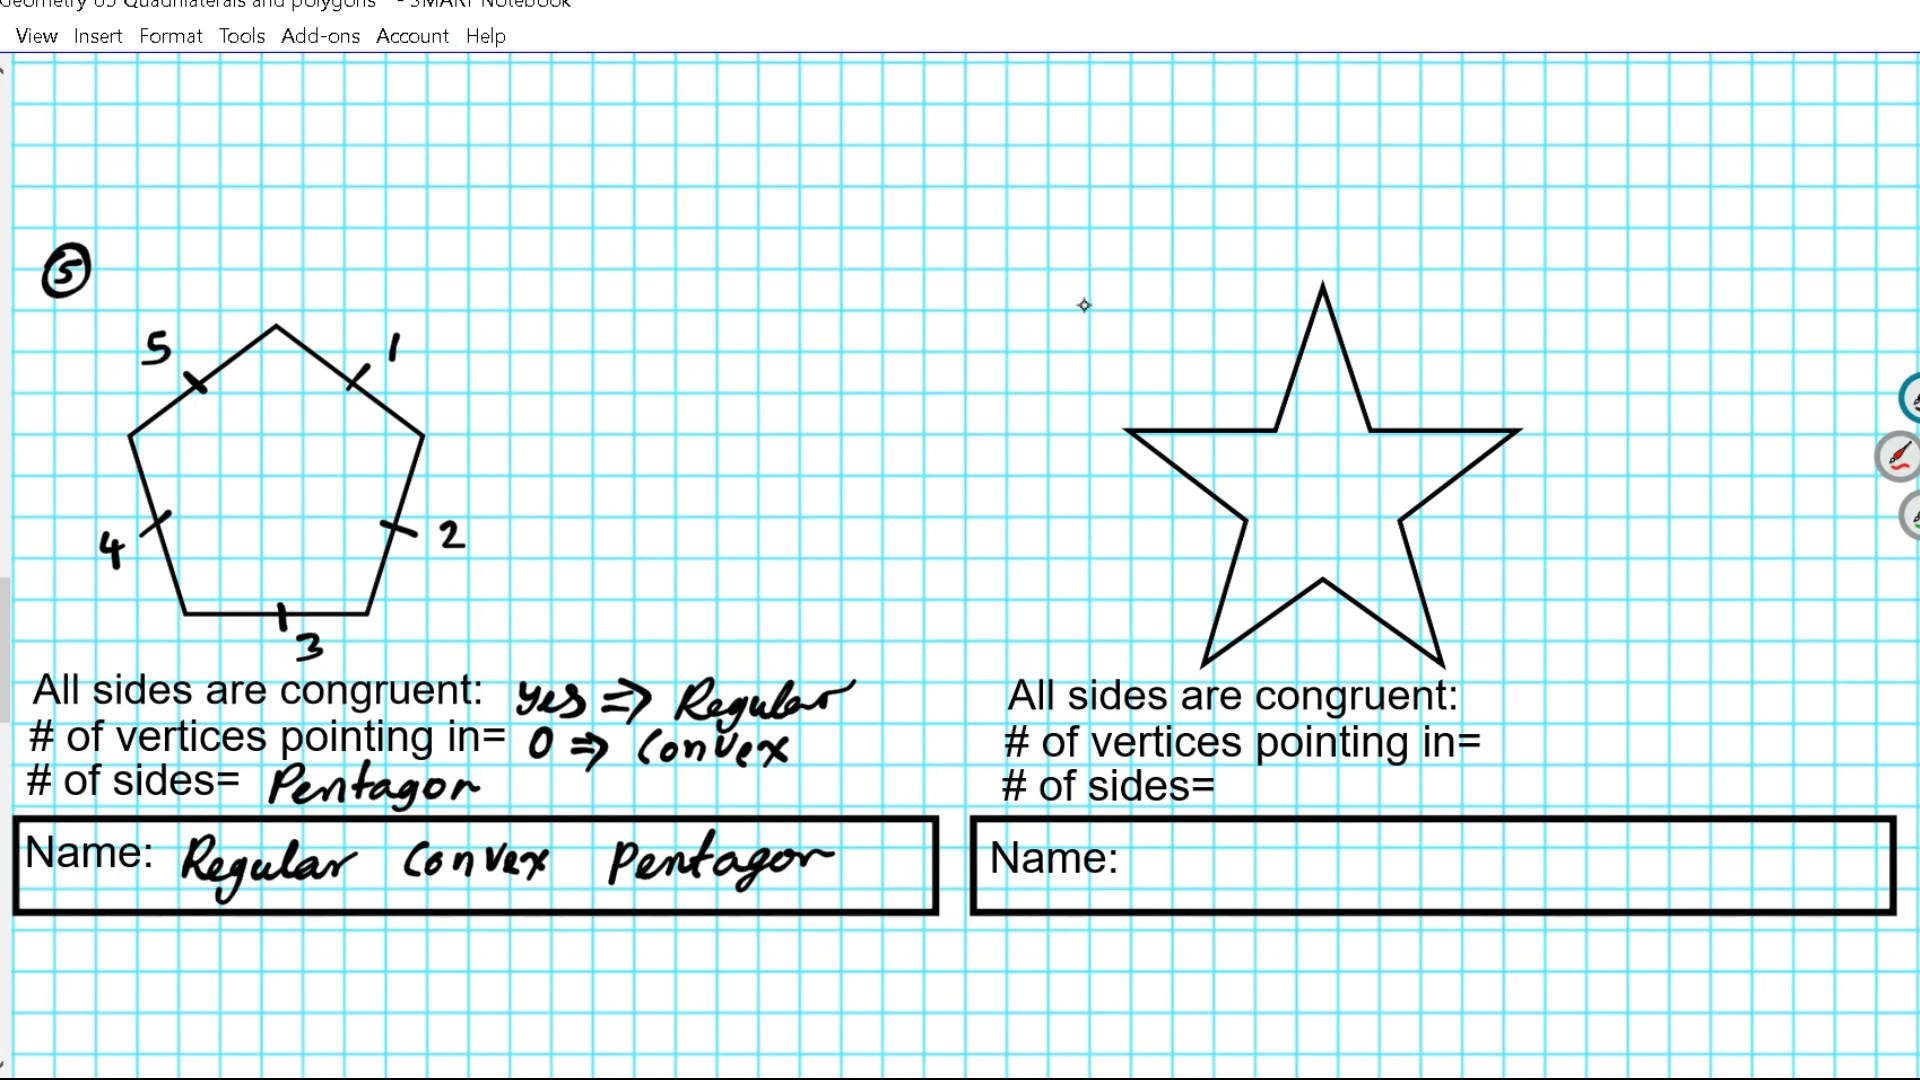 Geometry 05 Quadrilaterals and polygons * - SMART Notebook
View Insert Format Tools Add-ons Account Help
5
5
1
4
2
3
All sides are congruent: yes => Regular
# of vertices pointing in= 0 => Convex
# of sides= Pentagon
Name: Regular Convex Pentagon
All sides are congruent:
# of vertices pointing in=
# of sides=
Name: